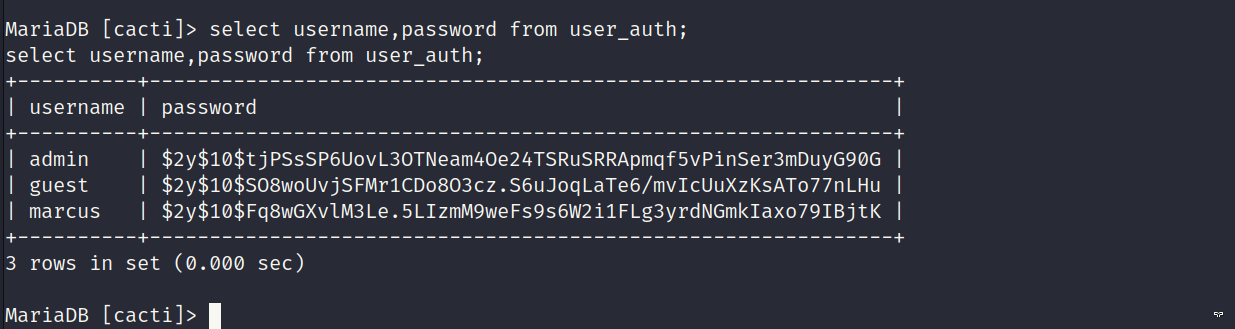 MariaDB [cacti]> select username,password from user_auth;
select username,password from user_auth;
+----------+--------------------------------------------------------------+
| username | password                                                     |
+----------+--------------------------------------------------------------+
| admin    | $2y$10$tjPSsSP6UovL3OTNeam4Oe24TSRuSRRApmqf5vPinSer3mDuyG90G |
| guest    | $2y$10$SO8woUvjSFMr1CDo8O3cz.S6uJoqLaTe6/mvIcUuXzKsATo77nLHu |
| marcus   | $2y$10$Fq8wGXvlM3Le.5LIzmM9weFs9s6W2i1FLg3yrdNGmkIaxo79IBjtK |
+----------+--------------------------------------------------------------+
3 rows in set (0.000 sec)
MariaDB [cacti]>